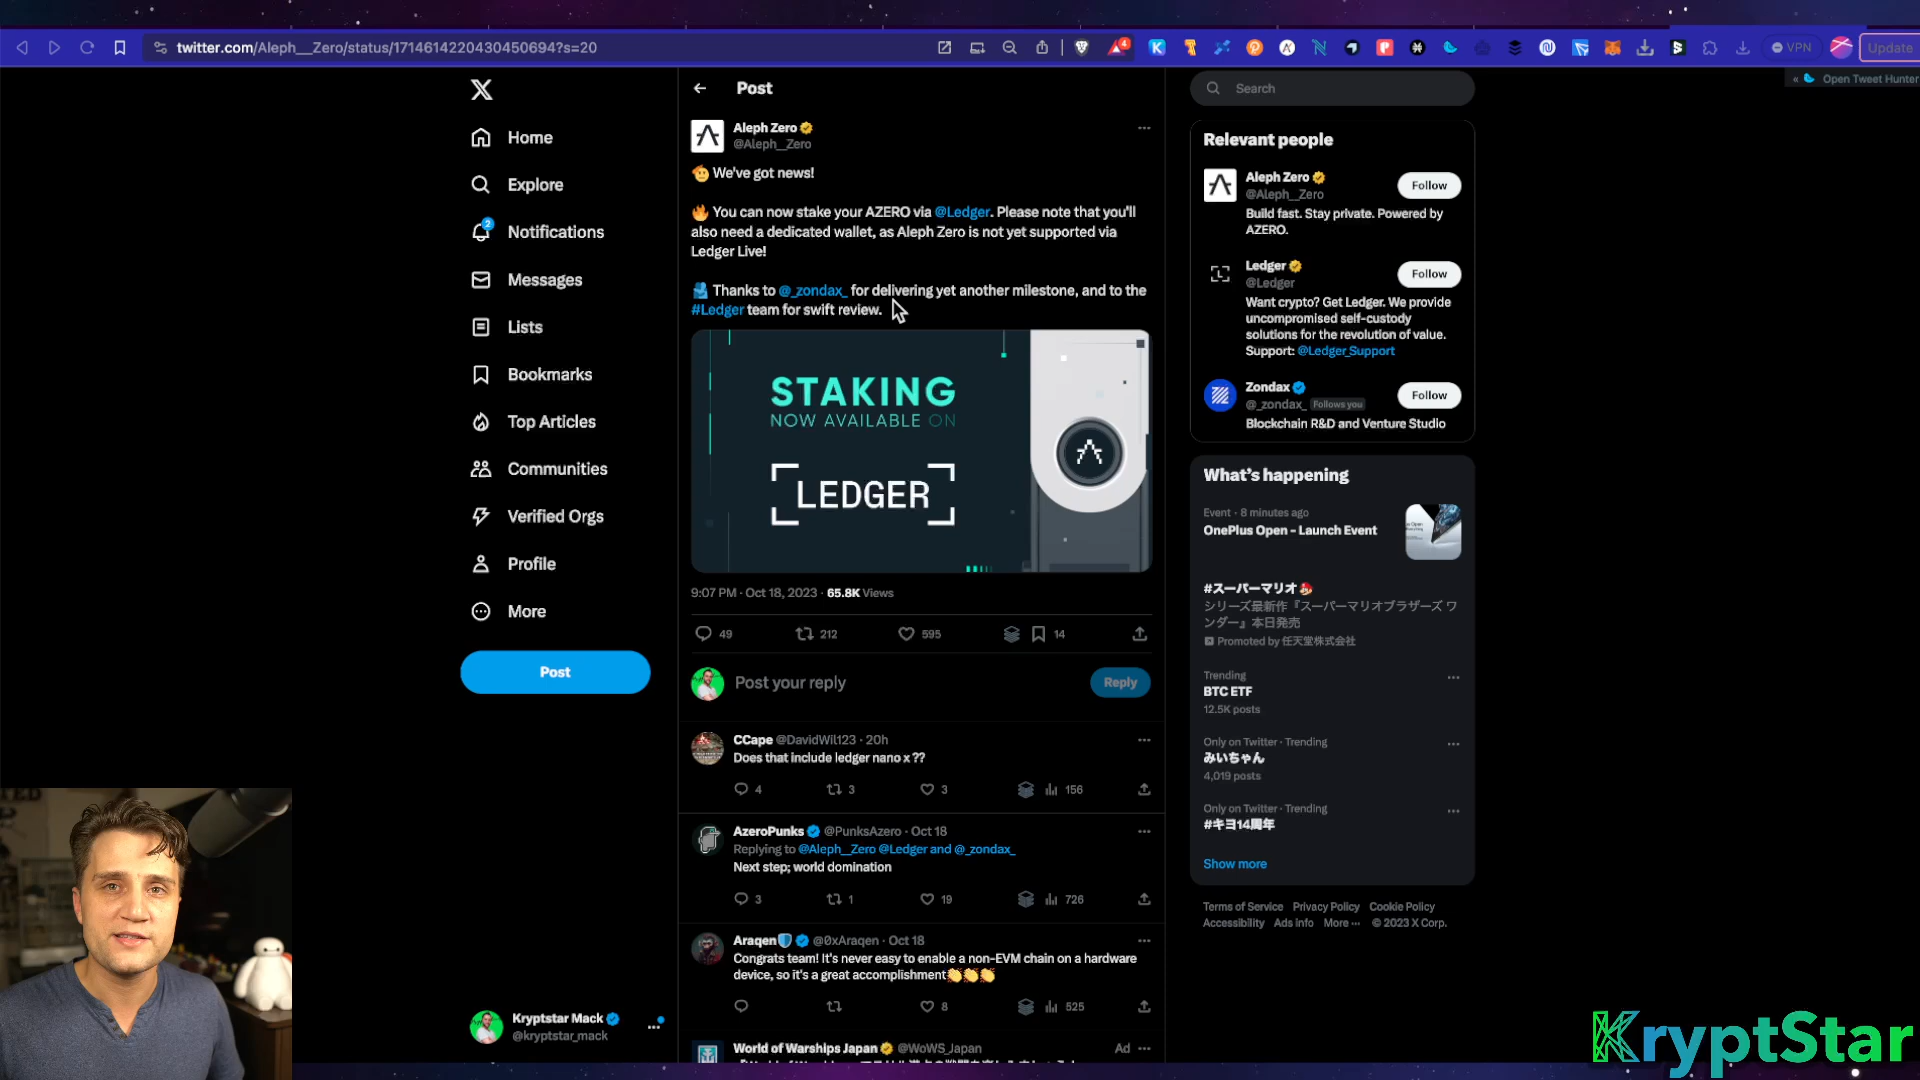 twitter.com/Aleph__Zero/status/1714614220430450694?s=20
4
VPN
Update
« Open Tweet Hunter
Home
Explore
2
Notifications
Messages
Lists
Bookmarks
Top Articles
Communities
Verified Orgs
Profile
More
Post
Kryptstar Mack
@kryptstar_mack
Post
Aleph Zero
@Aleph__Zero
We've got news!
You can now stake your AZERO via @Ledger. Please note that you'll
also need a dedicated wallet, as Aleph Zero is not yet supported via
Ledger Live!
Thanks to @_zondax_ for delivering yet another milestone, and to the
#Ledger team for swift review.
STAKING
NOW AVAILABLE ON
LEDGER
9:07 PM · Oct 18, 2023 · 65.8K Views
49 212 595 14
Post your reply
Reply
CCape @DavidWil123 · 20h
Does that include ledger nano x ??
4 3 3 156
AzeroPunks @PunksAzero · Oct 18
Replying to @Aleph__Zero @Ledger and @_zondax_
Next step; world domination
3 1 19 726
Araqen @0xAraqen · Oct 18
Congrats team! It's never easy to enable a non-EVM chain on a hardware
device, so it's a great accomplishment
8 525
World of Warships Japan @WoWS_Japan Ad
Search
Relevant people
Aleph Zero
@Aleph__Zero
Follow
Build fast. Stay private. Powered by
AZERO.
Ledger
@Ledger
Follow
Want crypto? Get Ledger. We provide
uncompromised self-custody
solutions for the revolution of value.
Support: @Ledger_Support
Zondax
@_zondax_ Follows you
Follow
Blockchain R&D and Venture Studio
What's happening
Event · 8 minutes ago
OnePlus Open - Launch Event
#スーパーマリオ
シリーズ最新作『スーパーマリオブラザーズ ワ
ンダー』本日発売
Promoted by 任天堂株式会社
Trending
BTC ETF
12.5K posts
Only on Twitter · Trending
みいちゃん
4,019 posts
Only on Twitter · Trending
#キヨ14周年
Show more
Terms of Service Privacy Policy Cookie Policy
Accessibility Ads info More ··· © 2023 X Corp.
KryptStar